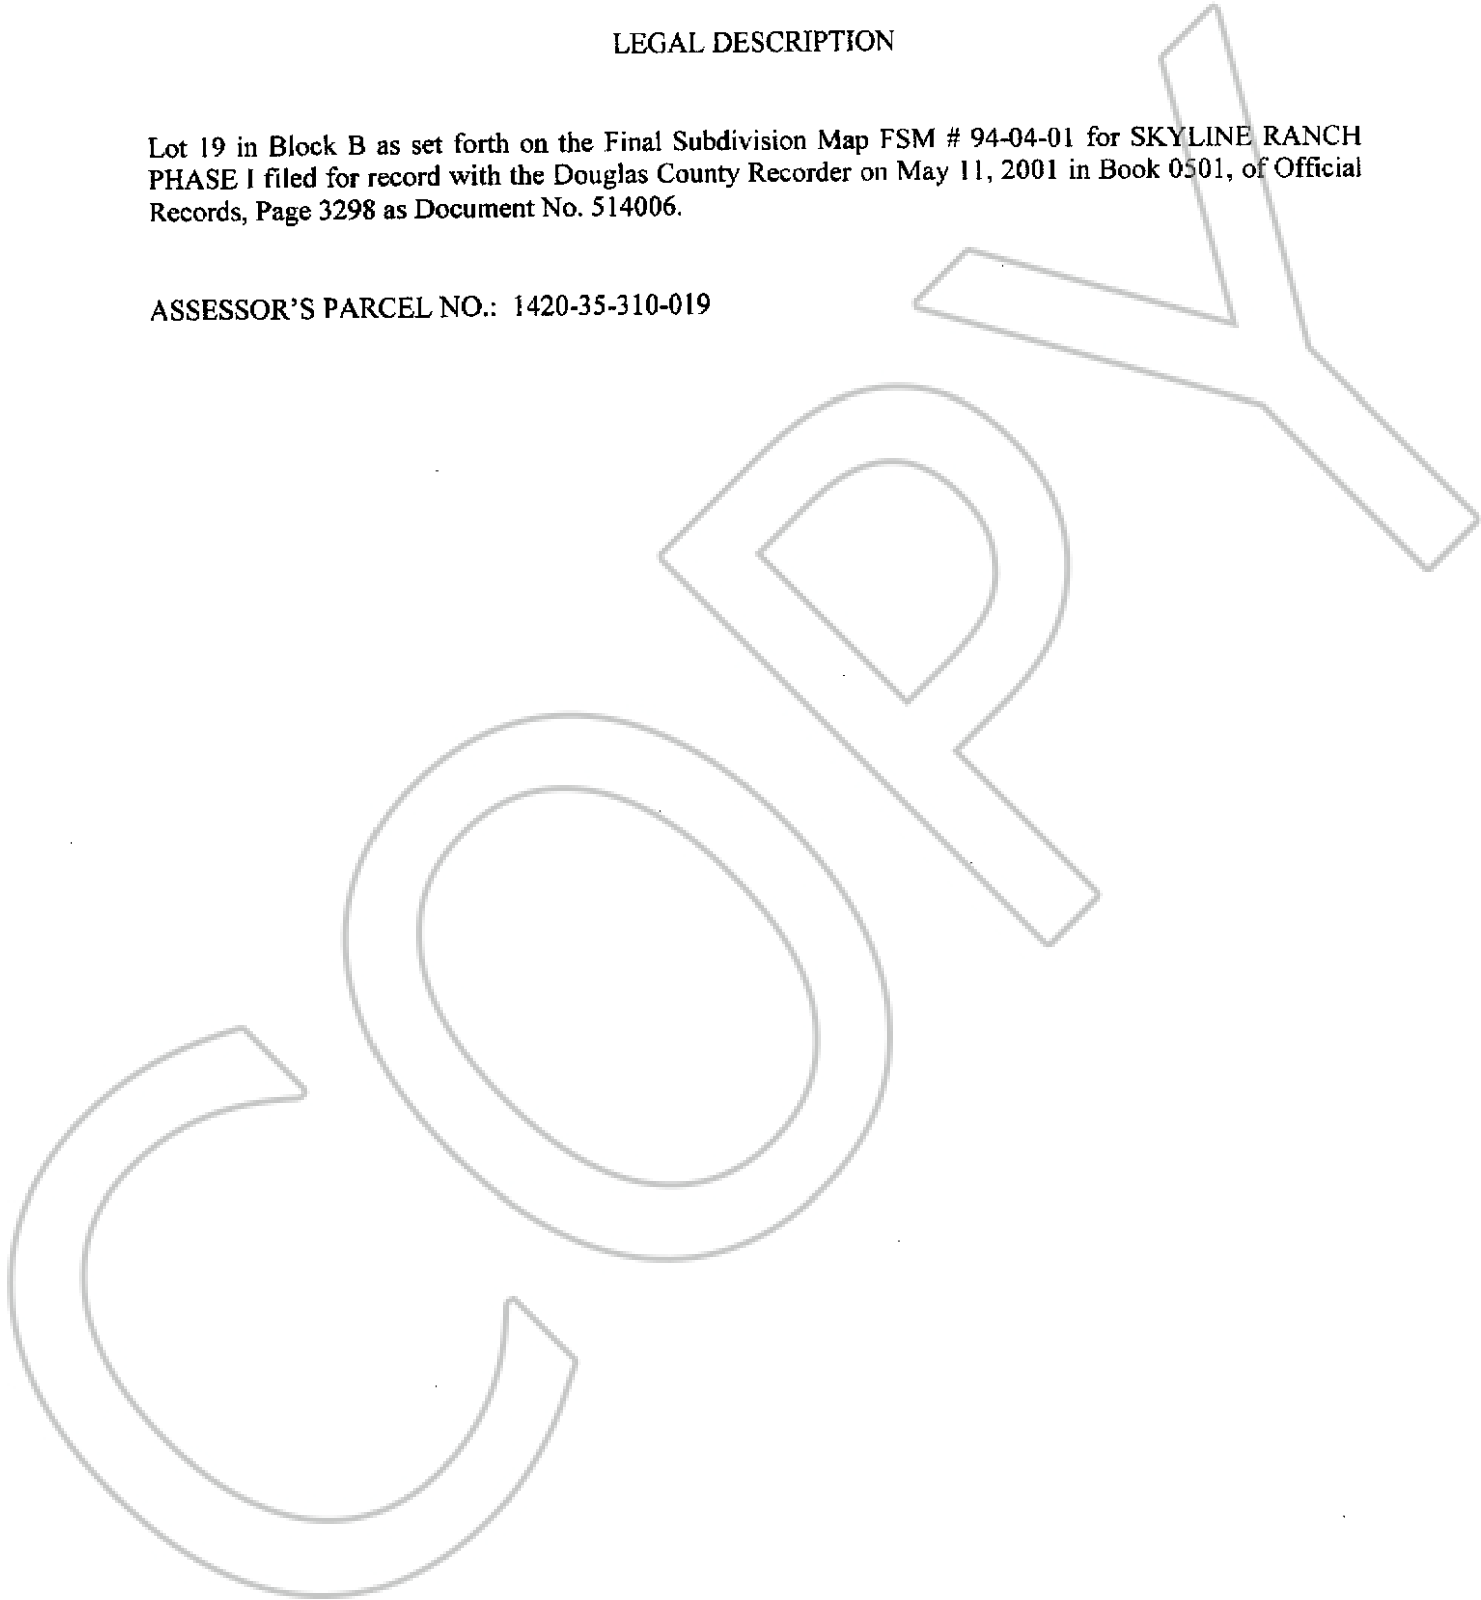 LEGAL DESCRIPTION
Lot 19 in Block B as set forth on the Final Subdivision Map FSM # 94-04-01 for SKYLINE RANCH
PHASE I filed for record with the Douglas County Recorder on May 11, 2001 in Book 0501, of Official
Records, Page 3298 as Document No. 514006.
ASSESSOR'S PARCEL NO.: 1420-35-310-019
COPY